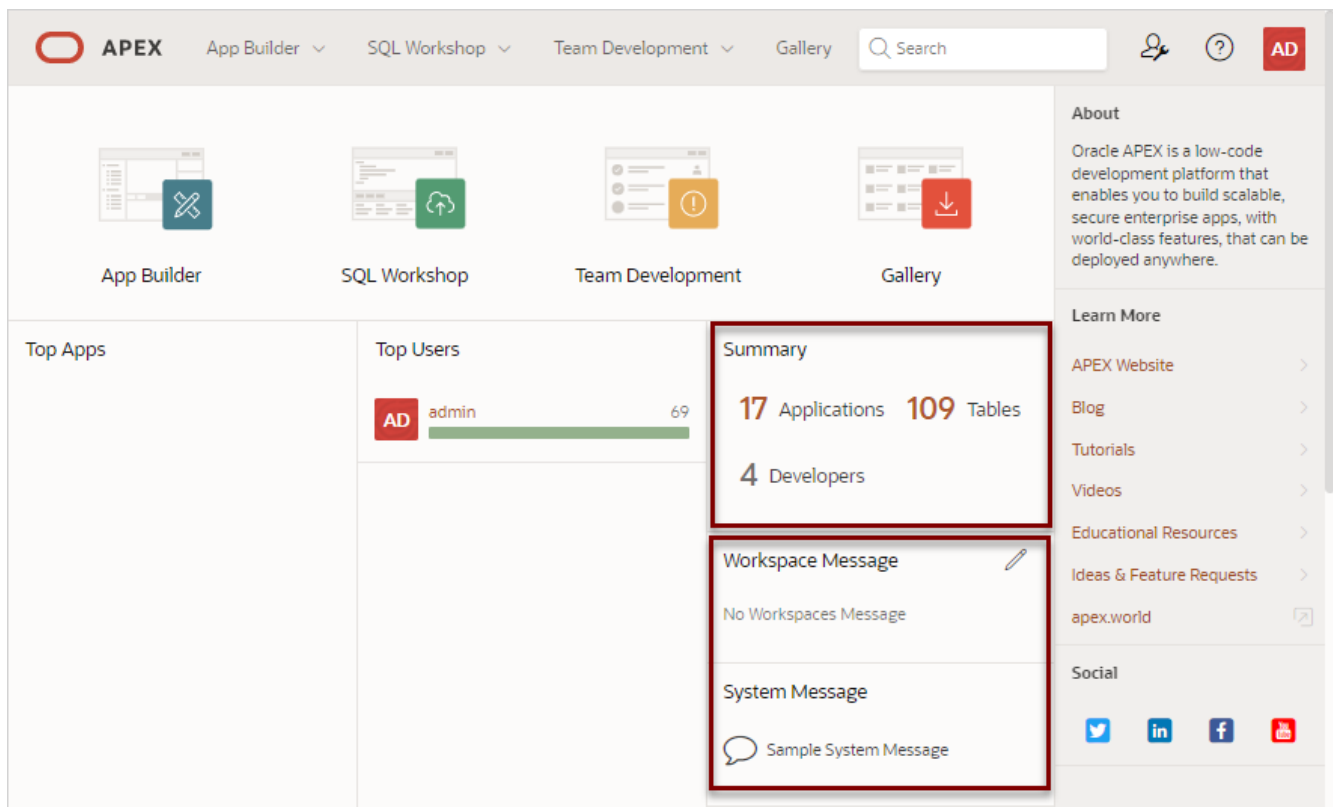 APEX App Builder SQL Workshop Team Development Gallery Search AD
App Builder SQL Workshop Team Development Gallery
Top Apps
Top Users
AD admin 69
Summary
17 Applications 109 Tables
4 Developers
Workspace Message
No Workspaces Message
System Message
Sample System Message
About
Oracle APEX is a low-code
development platform that
enables you to build scalable,
secure enterprise apps, with
world-class features, that can be
deployed anywhere.
Learn More
APEX Website
Blog
Tutorials
Videos
Educational Resources
Ideas & Feature Requests
apex.world
Social